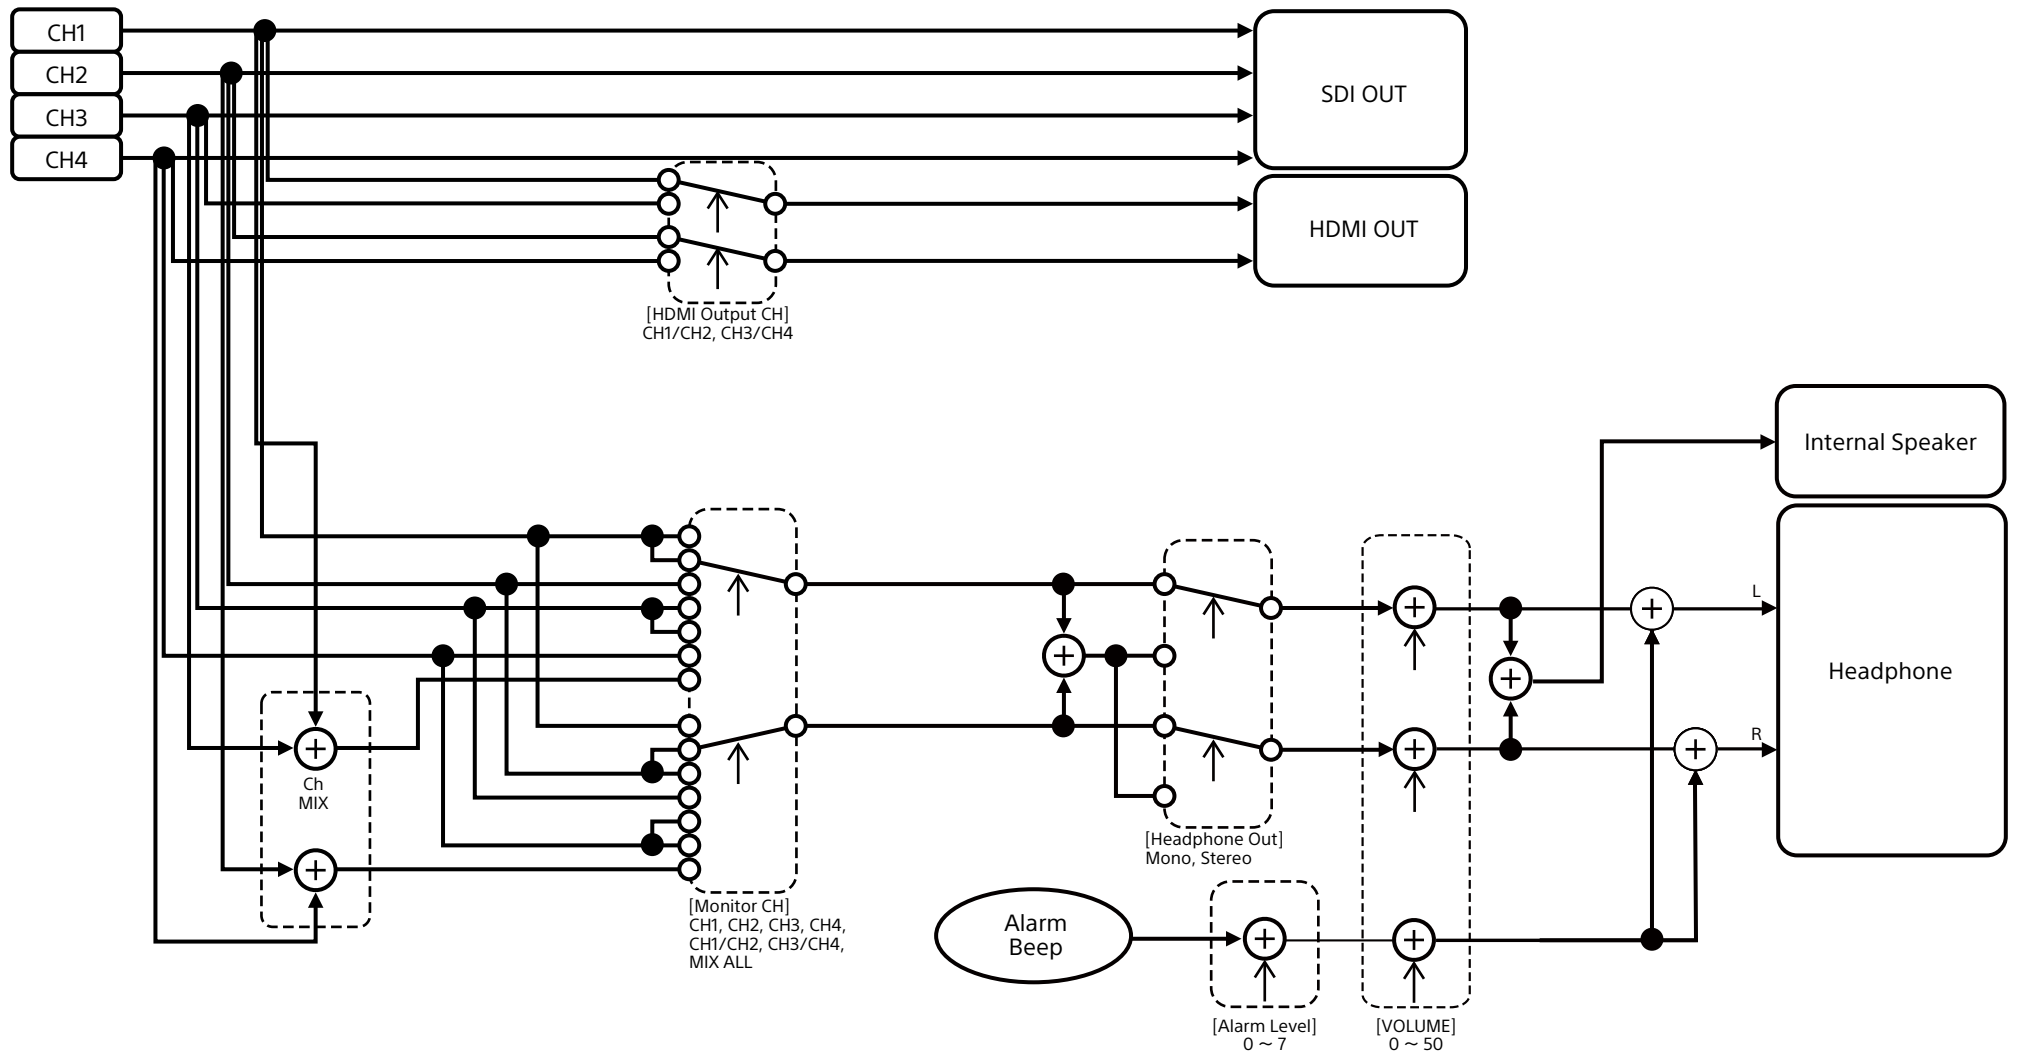 CH1
CH2
CH3
CH4
SDI OUT
HDMI OUT
[HDMI Output CH]
CH1/CH2, CH3/CH4
Internal Speaker
Headphone
L
R
Ch
MIX
[Monitor CH]
CH1, CH2, CH3, CH4,
CH1/CH2, CH3/CH4,
MIX ALL
[Headphone Out]
Mono, Stereo
Alarm
Beep
[Alarm Level]
0 ~ 7
[VOLUME]
0 ~ 50